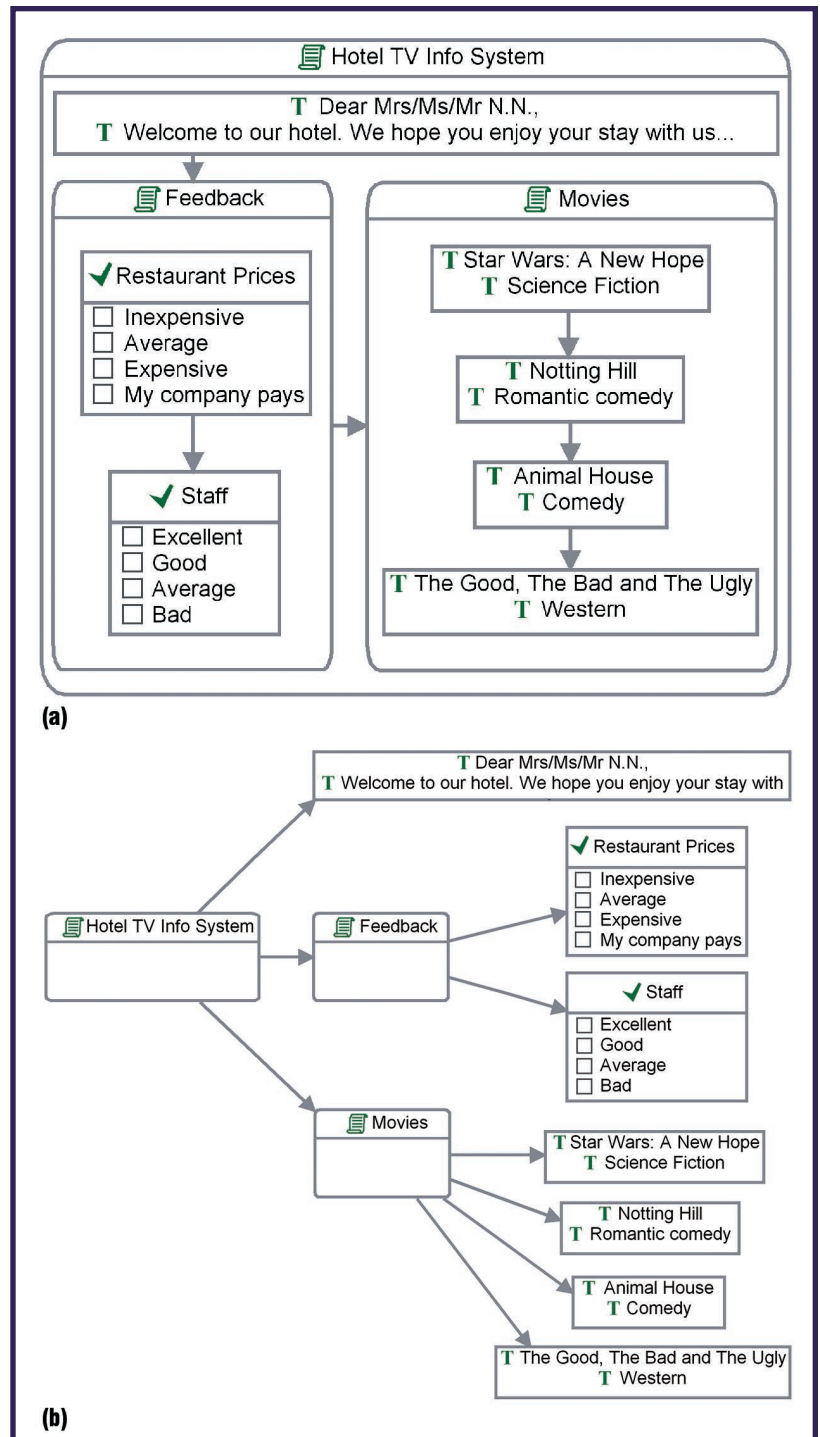 Hotel TV Info System
T Dear Mrs/Ms/Mr N.N.,
T Welcome to our hotel. We hope you enjoy your stay with us...
Feedback
Restaurant Prices
Inexpensive
Average
Expensive
My company pays
Staff
Excellent
Good
Average
Bad
Movies
T Star Wars: A New Hope
T Science Fiction
T Notting Hill
T Romantic comedy
T Animal House
T Comedy
T The Good, The Bad and The Ugly
T Western
(a)
T Dear Mrs/Ms/Mr N.N.,
T Welcome to our hotel. We hope you enjoy your stay with
Hotel TV Info System
Feedback
Restaurant Prices
Inexpensive
Average
Expensive
My company pays
Staff
Excellent
Good
Average
Bad
Movies
T Star Wars: A New Hope
T Science Fiction
T Notting Hill
T Romantic comedy
T Animal House
T Comedy
T The Good, The Bad and The Ugly
T Western
(b)